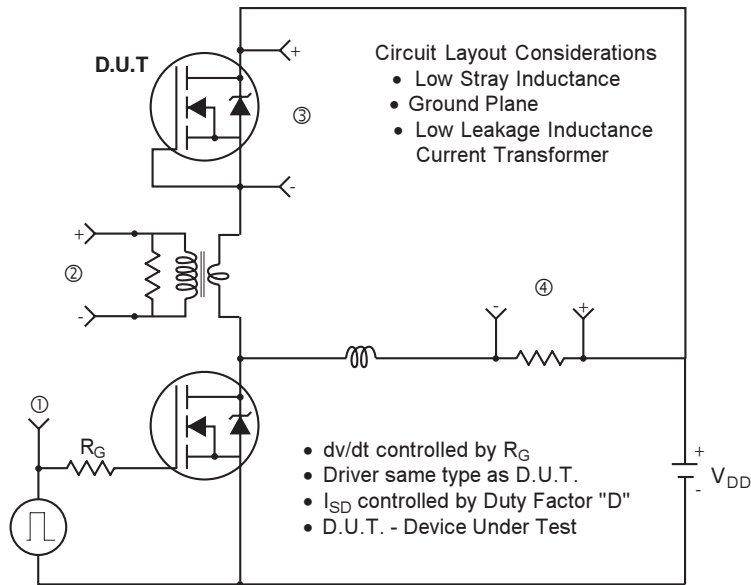 D.U.T
+
③
-
Circuit Layout Considerations
• Low Stray Inductance
• Ground Plane
• Low Leakage Inductance
Current Transformer
+
②
-
④
-
+
①
R_G
• dv/dt controlled by R_G
• Driver same type as D.U.T.
• I_SD controlled by Duty Factor "D"
• D.U.T. - Device Under Test
+
V_DD
-